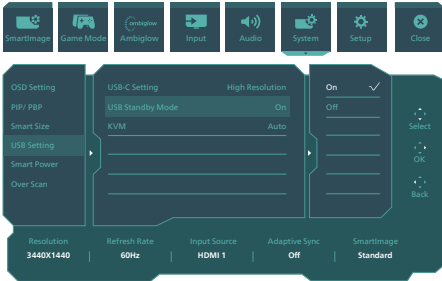 ambiglow
SmartImage Game Mode Ambiglow Input Audio System Setup Close
OSD Setting
PIP/ PBP
Smart Size
USB Setting
Smart Power
Over Scan
USB-C Setting High Resolution
USB Standby Mode On
KVM Auto
On
Off
Select
OK
Back
Resolution Refresh Rate Input Source Adaptive Sync SmartImage
3440X1440 | 60Hz | HDMI 1 | Off | Standard